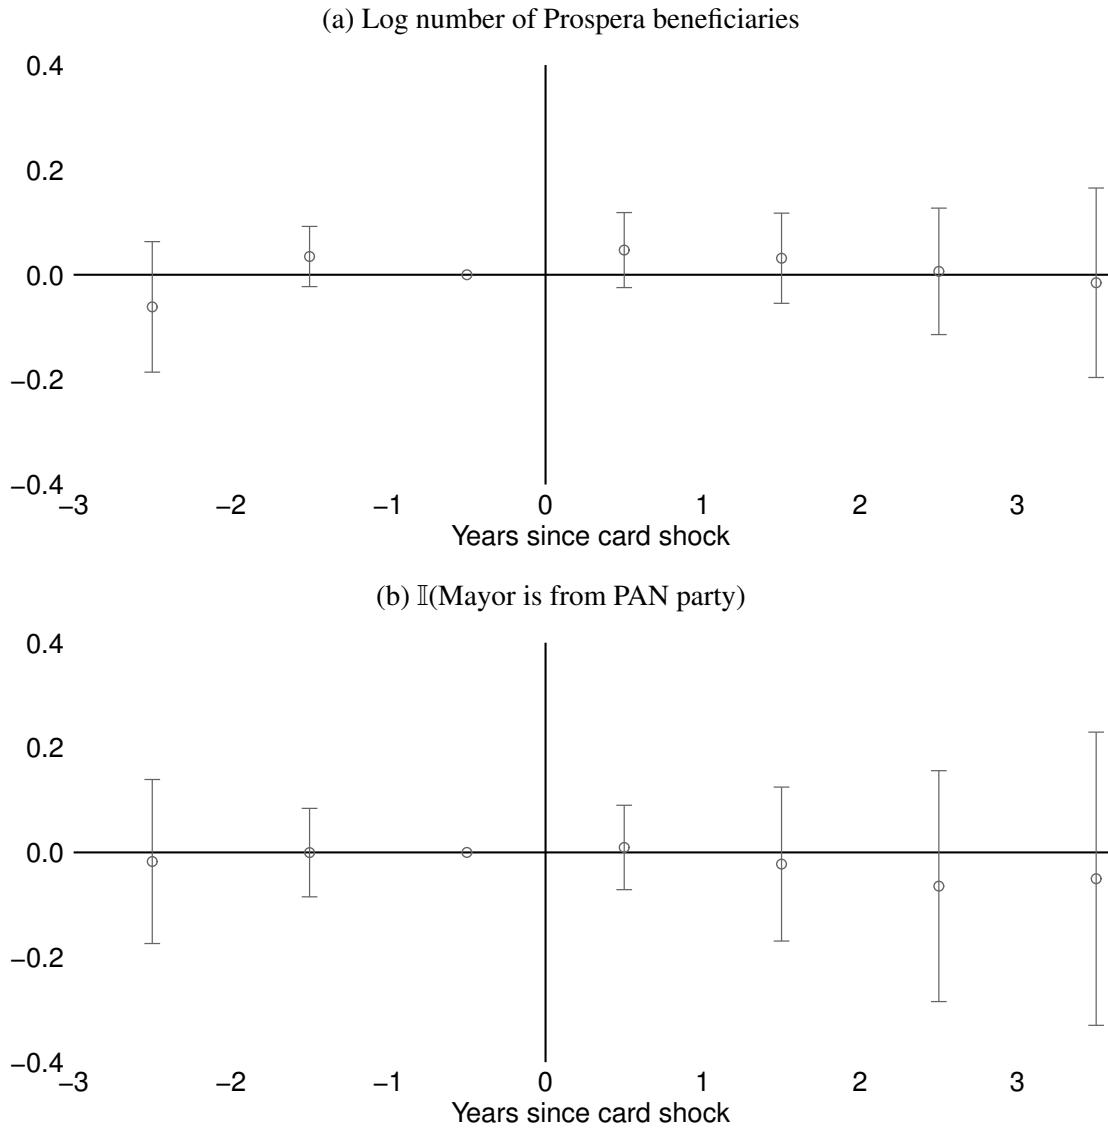 (a) Log number of Prospera beneficiaries
0.4
0.2
0.0
−0.2
−0.4
−3 −2 −1 0 1 2 3
Years since card shock
(b) 𝕀(Mayor is from PAN party)
0.4
0.2
0.0
−0.2
−0.4
−3 −2 −1 0 1 2 3
Years since card shock